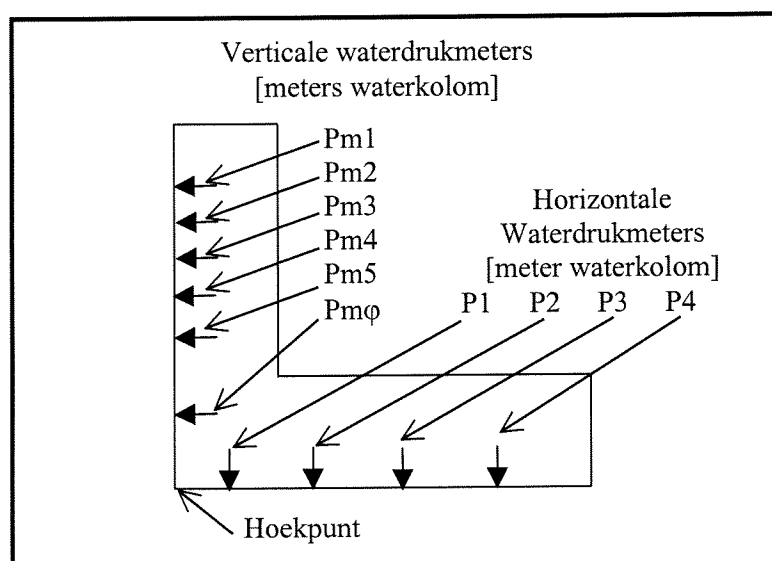 Verticale waterdrukmeters
[meters waterkolom]
Pm1
Pm2
Pm3
Pm4
Pm5
Pmφ
Horizontale
Waterdrukmeters
[meter waterkolom]
P1 P2 P3 P4
Hoekpunt